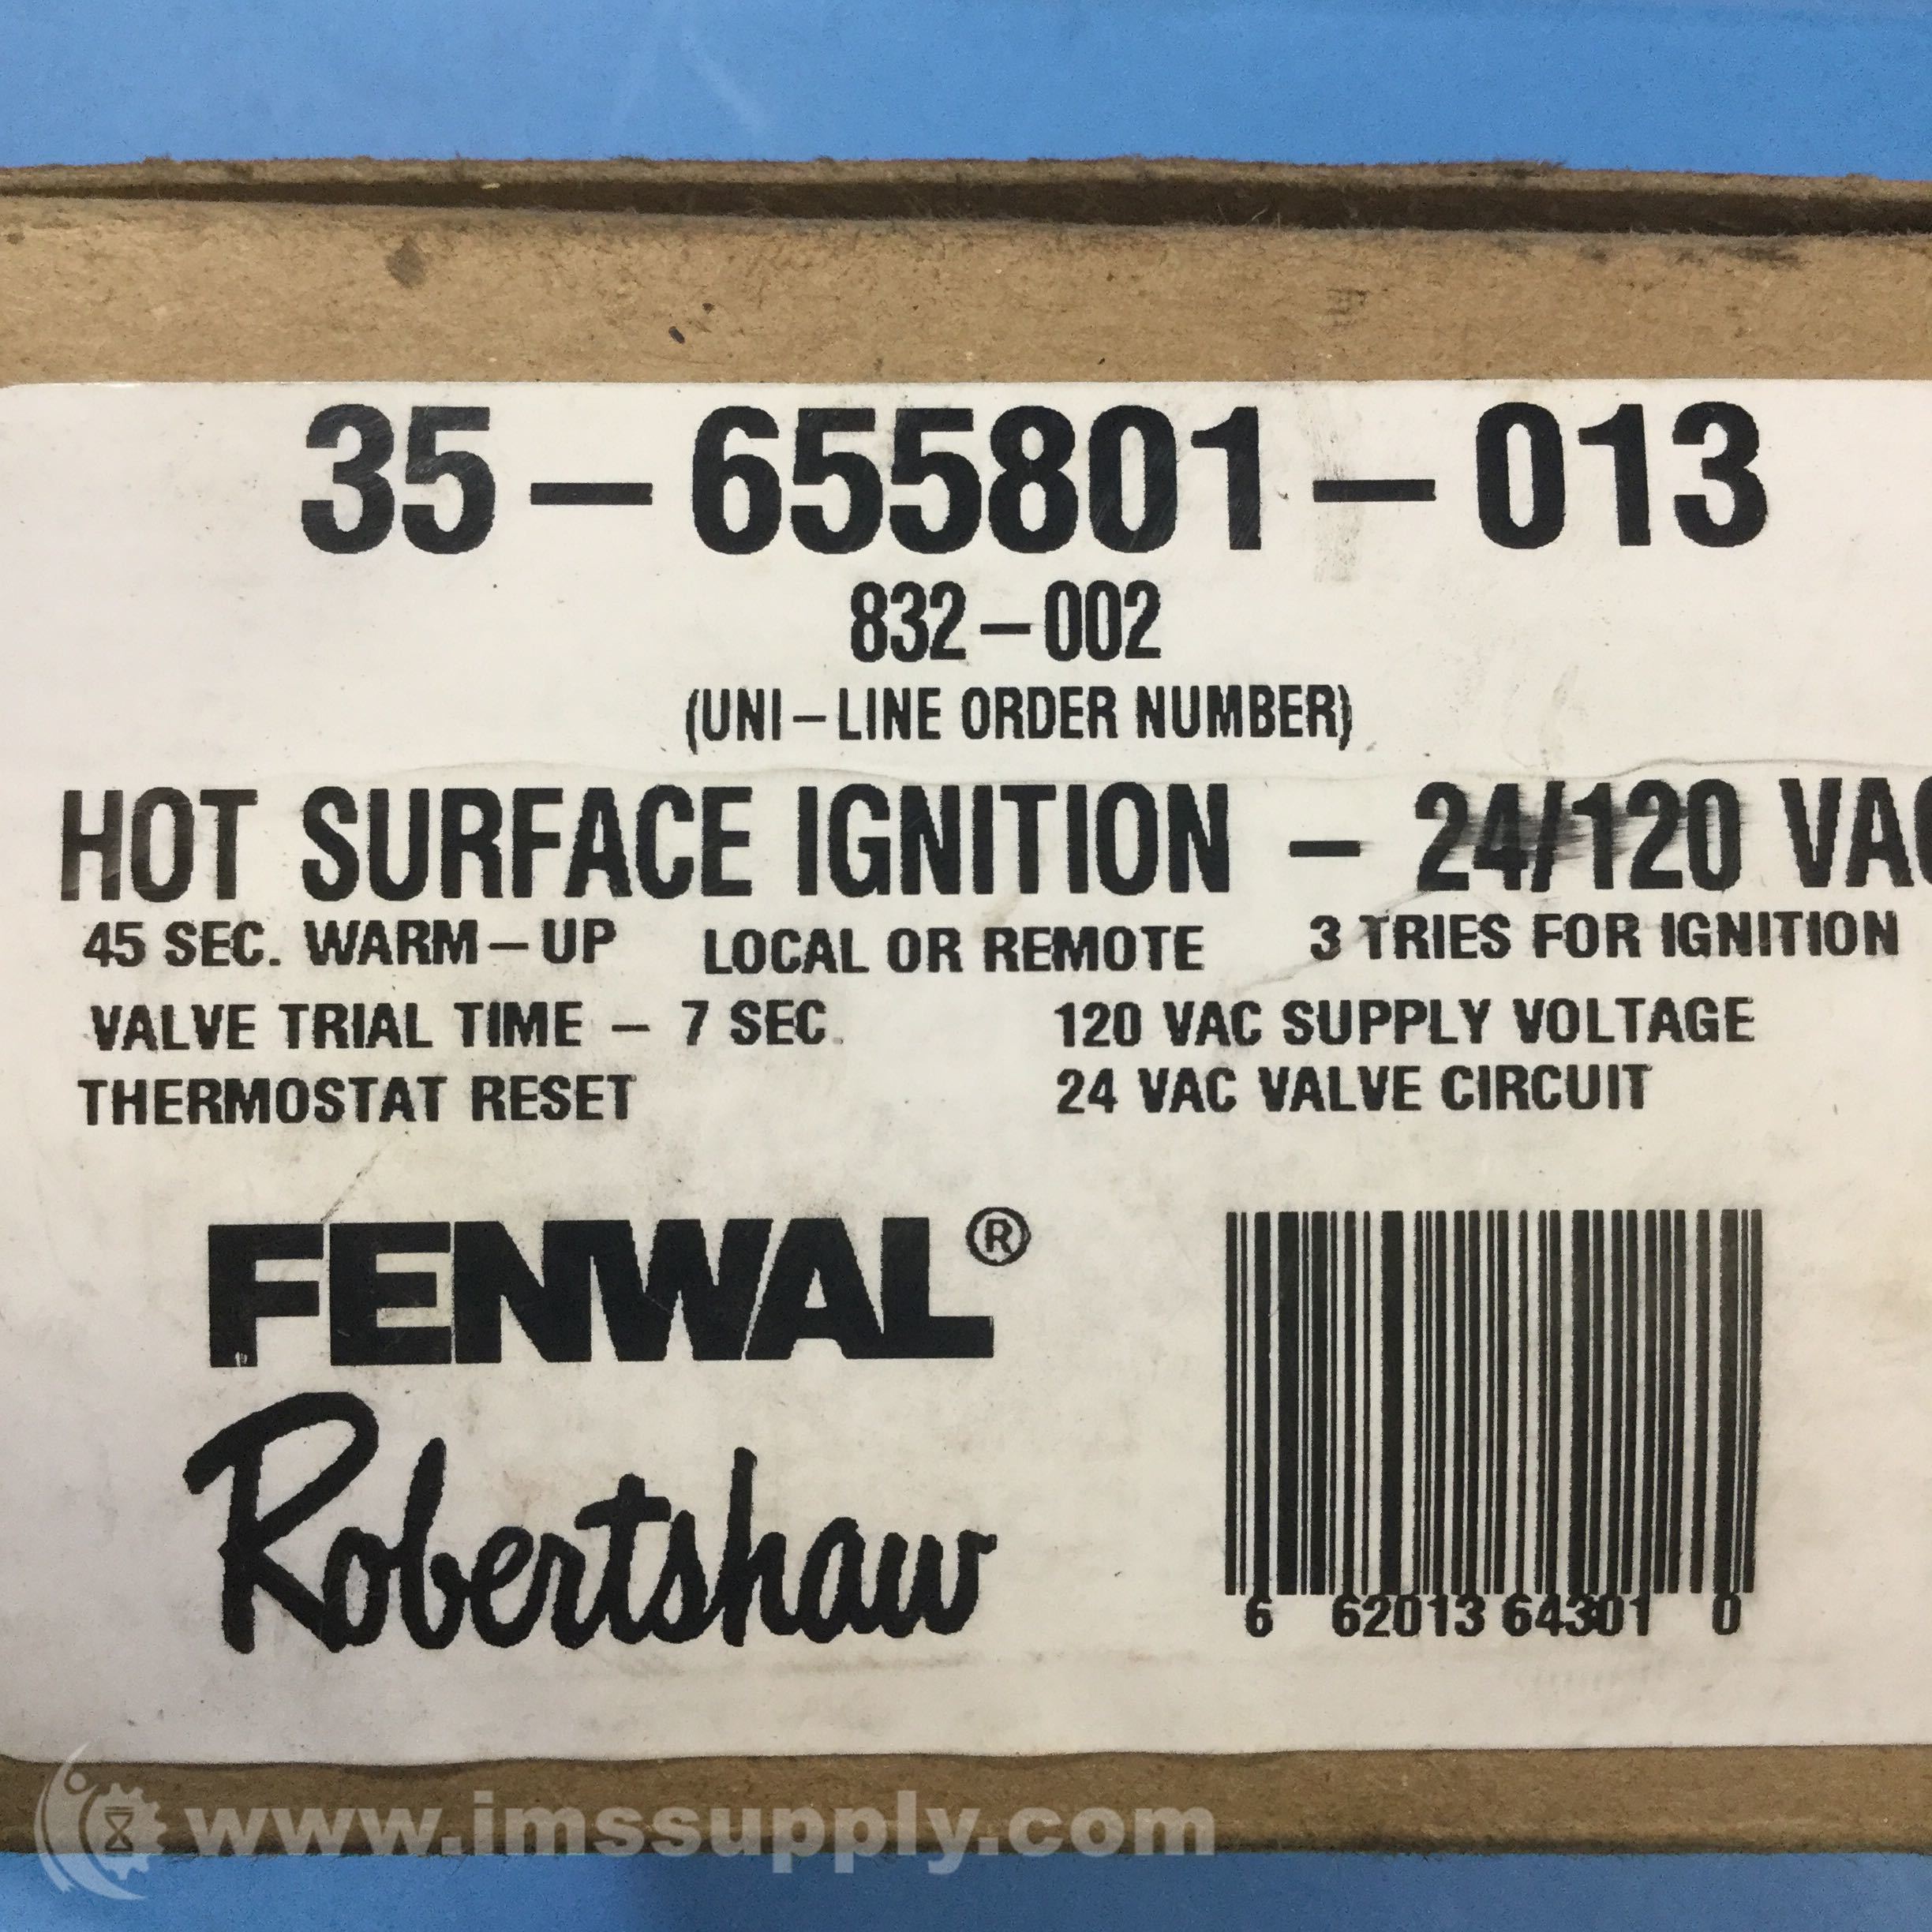 35-655801-013
832-002
(UNI-LINE ORDER NUMBER)
HOT SURFACE IGNITION - 24/120 VAC
45 SEC. WARM-UP LOCAL OR REMOTE 3 TRIES FOR IGNITION
VALVE TRIAL TIME - 7 SEC. 120 VAC SUPPLY VOLTAGE
THERMOSTAT RESET 24 VAC VALVE CIRCUIT
FENWAL®
Robertshaw
6 62013 64301 0
www.imssupply.com